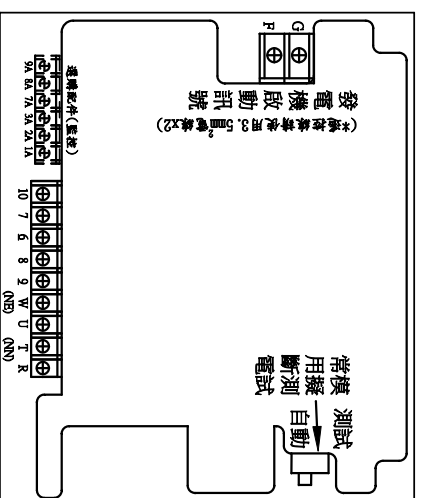 G F
發電機啟動訊號
(*遙控線請使用3.5mm²電線x2)
選購配件(監控)
9A 8A 7A 3A 2A 1A
10 7 6 8 9 W U T R
(NE) (NN)
常用斷電
模擬測試
測試
自動